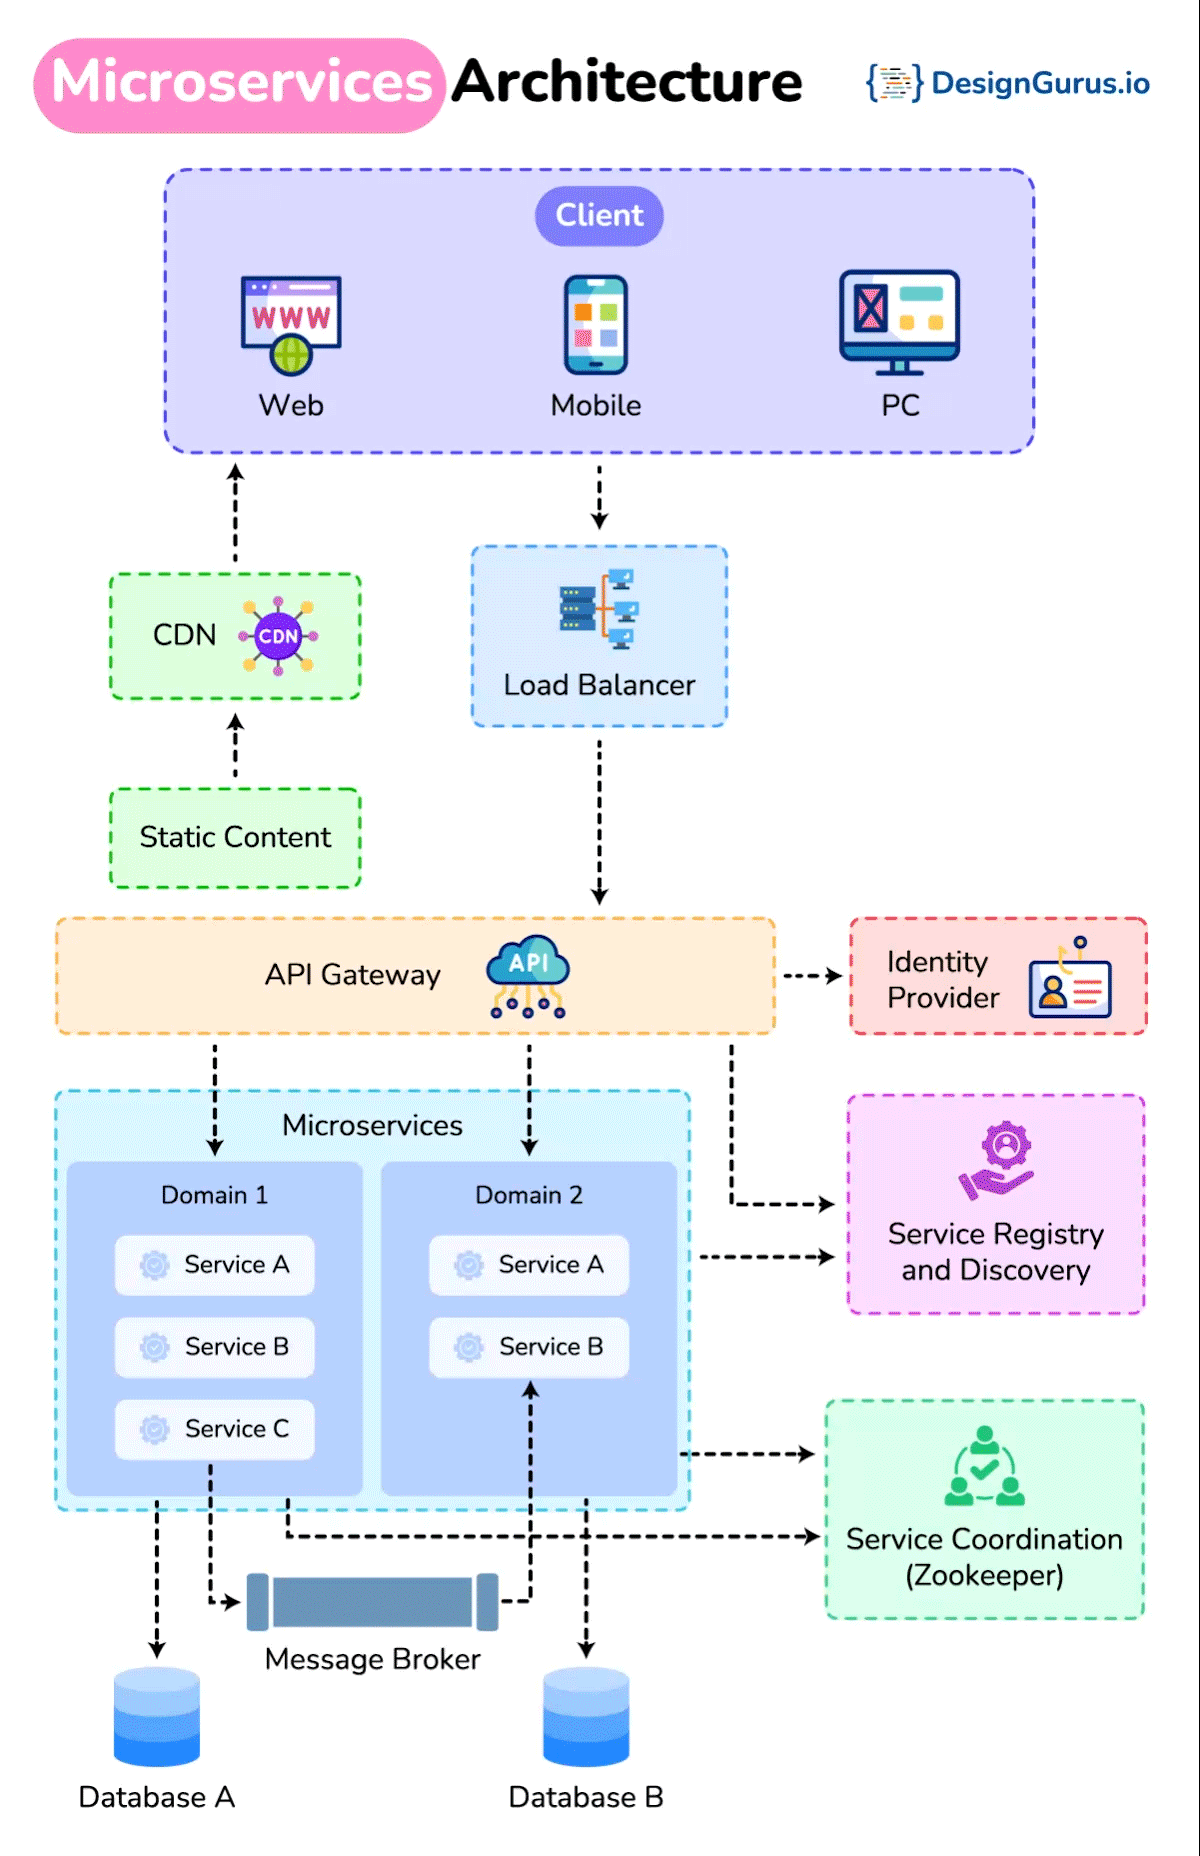 Microservices Architecture
DesignGurus.io
Client
WWW
Web
Mobile
PC
CDN
CDN
Load Balancer
Static Content
API Gateway
API
Identity
Provider
Microservices
Domain 1
Service A
Service B
Service C
Domain 2
Service A
Service B
Service Registry
and Discovery
Service Coordination
(Zookeeper)
Message Broker
Database A
Database B